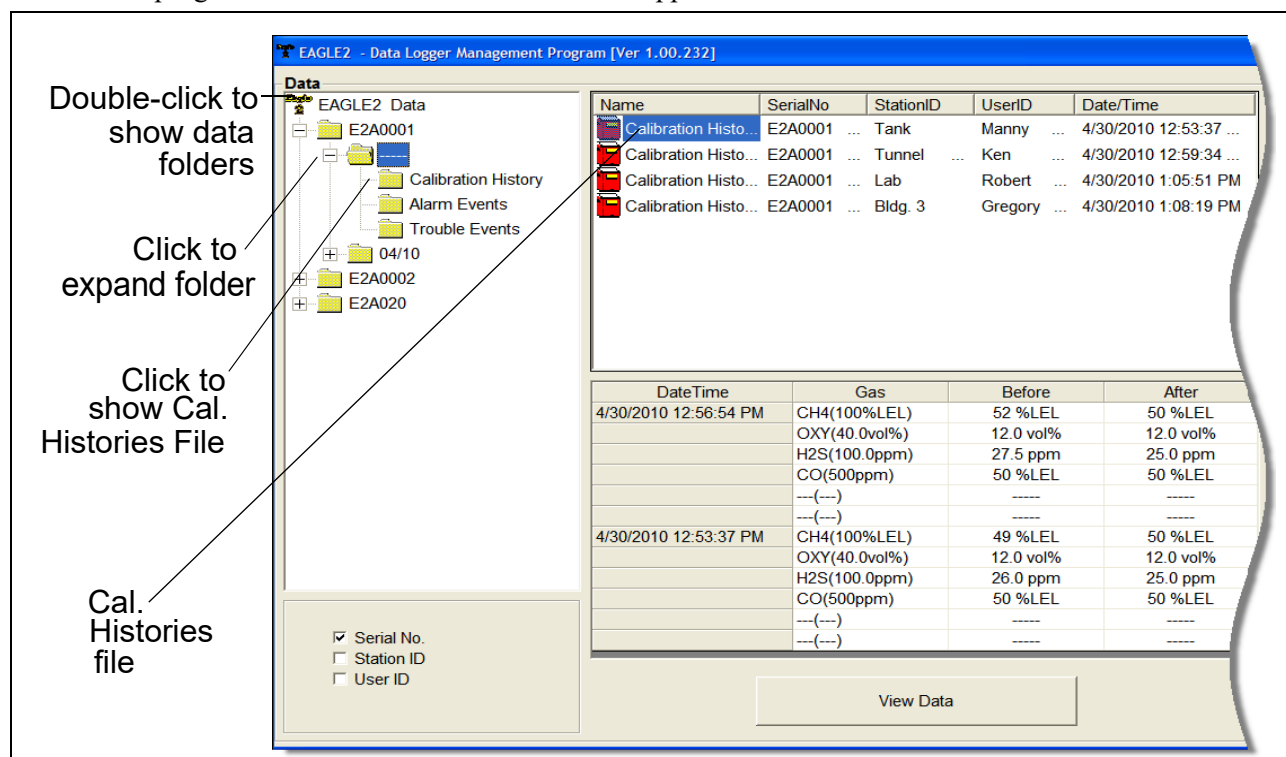 EAGLE2 - Data Logger Management Program [Ver 1.00.232]
Data
Double-click to
show data
folders
Click to
expand folder
Click to
show Cal.
Histories File
Cal.
Histories
file
EAGLE2 Data
E2A0001
-----
Calibration History
Alarm Events
Trouble Events
04/10
E2A0002
E2A020
Name SerialNo StationID UserID Date/Time
Calibration Histo... E2A0001 ... Tank Manny ... 4/30/2010 12:53:37 ...
Calibration Histo... E2A0001 ... Tunnel ... Ken ... 4/30/2010 12:59:34 ...
Calibration Histo... E2A0001 ... Lab Robert ... 4/30/2010 1:05:51 PM
Calibration Histo... E2A0001 ... Bldg. 3 Gregory ... 4/30/2010 1:08:19 PM
DateTime Gas Before After
4/30/2010 12:56:54 PM CH4(100%LEL) 52 %LEL 50 %LEL
OXY(40.0vol%) 12.0 vol% 12.0 vol%
H2S(100.0ppm) 27.5 ppm 25.0 ppm
CO(500ppm) 50 %LEL 50 %LEL
---(---) ----- -----
---(---) ----- -----
4/30/2010 12:53:37 PM CH4(100%LEL) 49 %LEL 50 %LEL
OXY(40.0vol%) 12.0 vol% 12.0 vol%
H2S(100.0ppm) 26.0 ppm 25.0 ppm
CO(500ppm) 50 %LEL 50 %LEL
---(---) ----- -----
---(---) ----- -----
Serial No.
Station ID
User ID
View Data